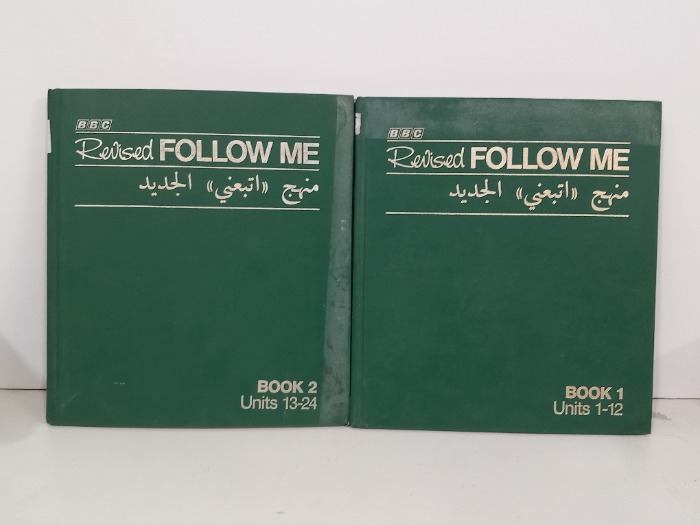 BBC
Revised FOLLOW ME
منهج «اتبعني» الجديد
BOOK 2
Units 13-24
BBC
Revised FOLLOW ME
منهج «اتبعني» الجديد
BOOK 1
Units 1-12